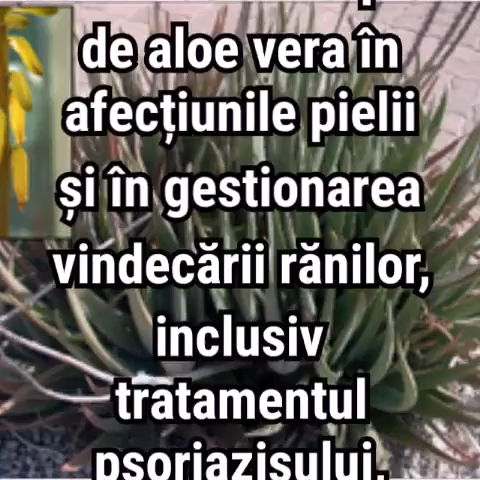 de aloe vera în
afecțiunile pielii
și în gestionarea
vindecării rănilor,
inclusiv
tratamentul
psoriazisului.